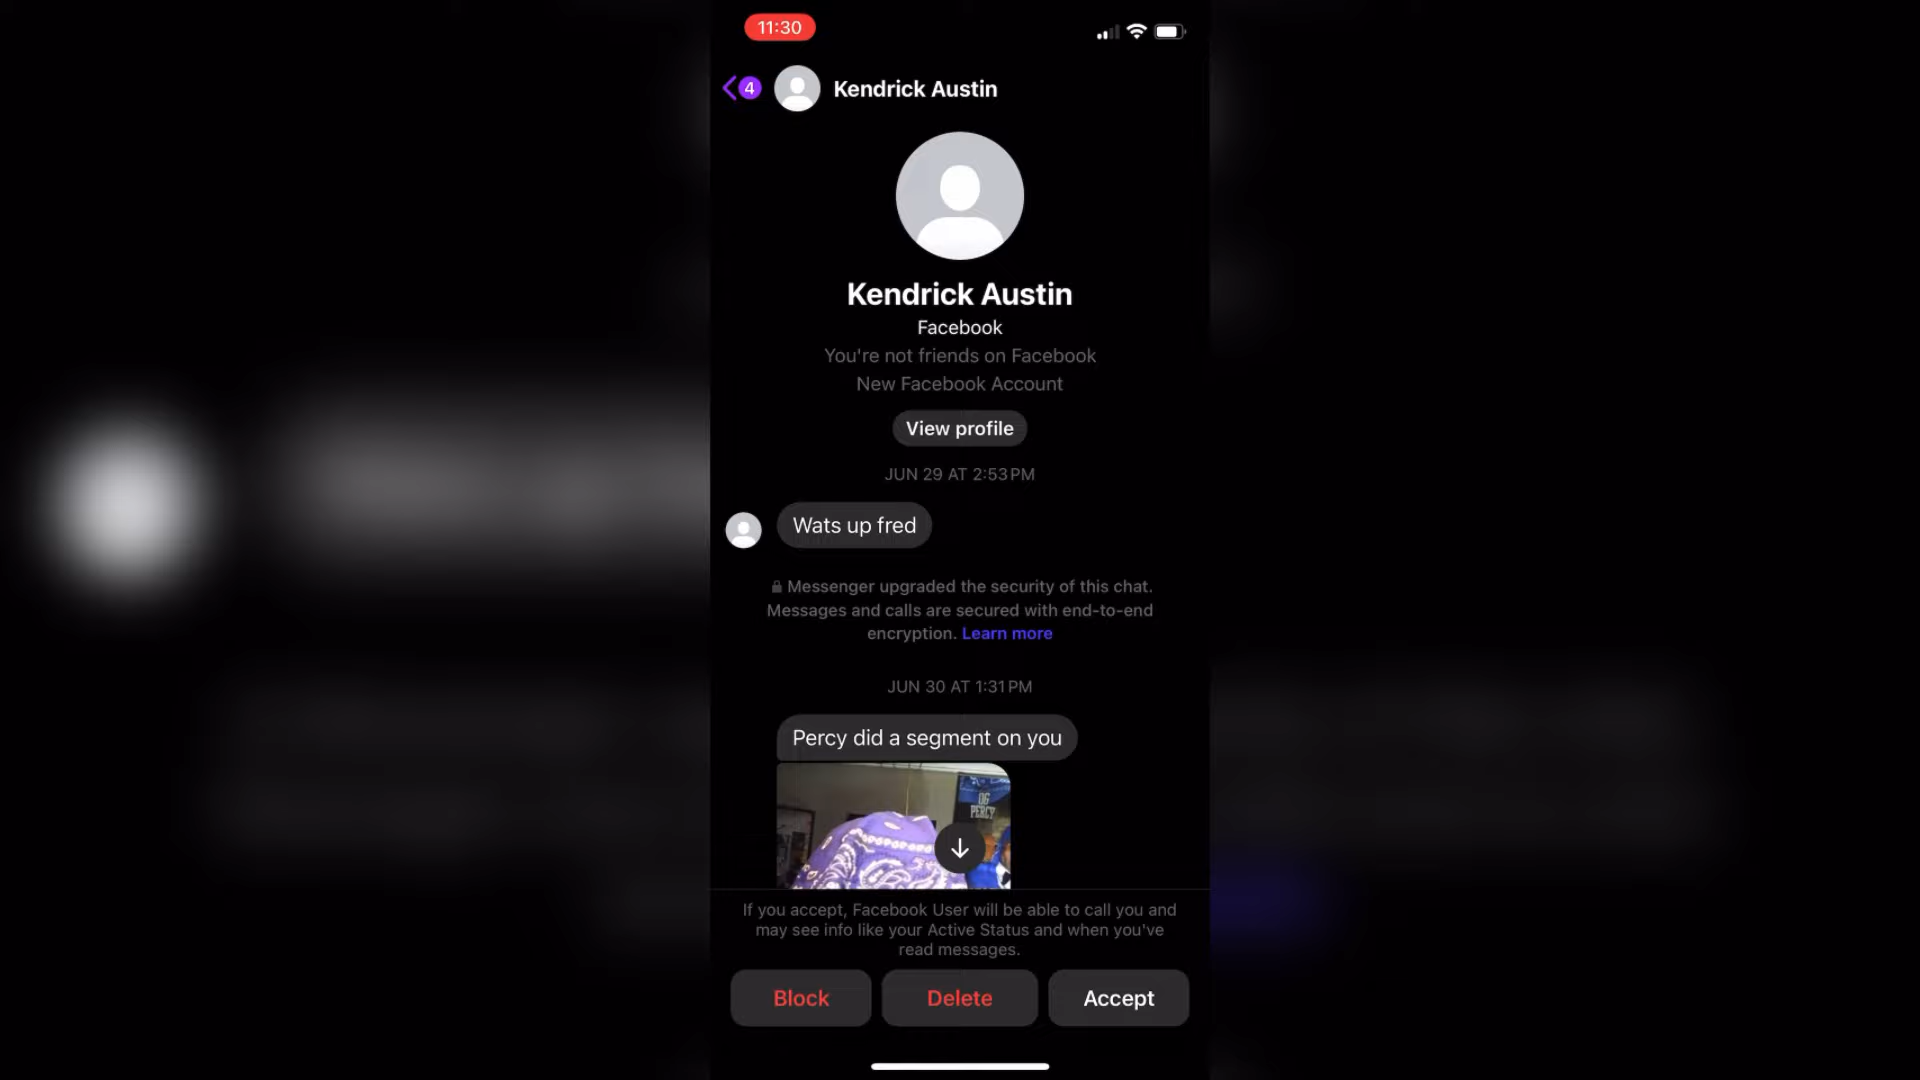 11:30
4
Kendrick Austin
Kendrick Austin
Facebook
You're not friends on Facebook
New Facebook Account
View profile
JUN 29 AT 2:53 PM
Wats up fred
Messenger upgraded the security of this chat.
Messages and calls are secured with end-to-end
encryption. Learn more
JUN 30 AT 1:31 PM
Percy did a segment on you
OG
PERCY
If you accept, Facebook User will be able to call you and
may see info like your Active Status and when you've
read messages.
Block
Delete
Accept